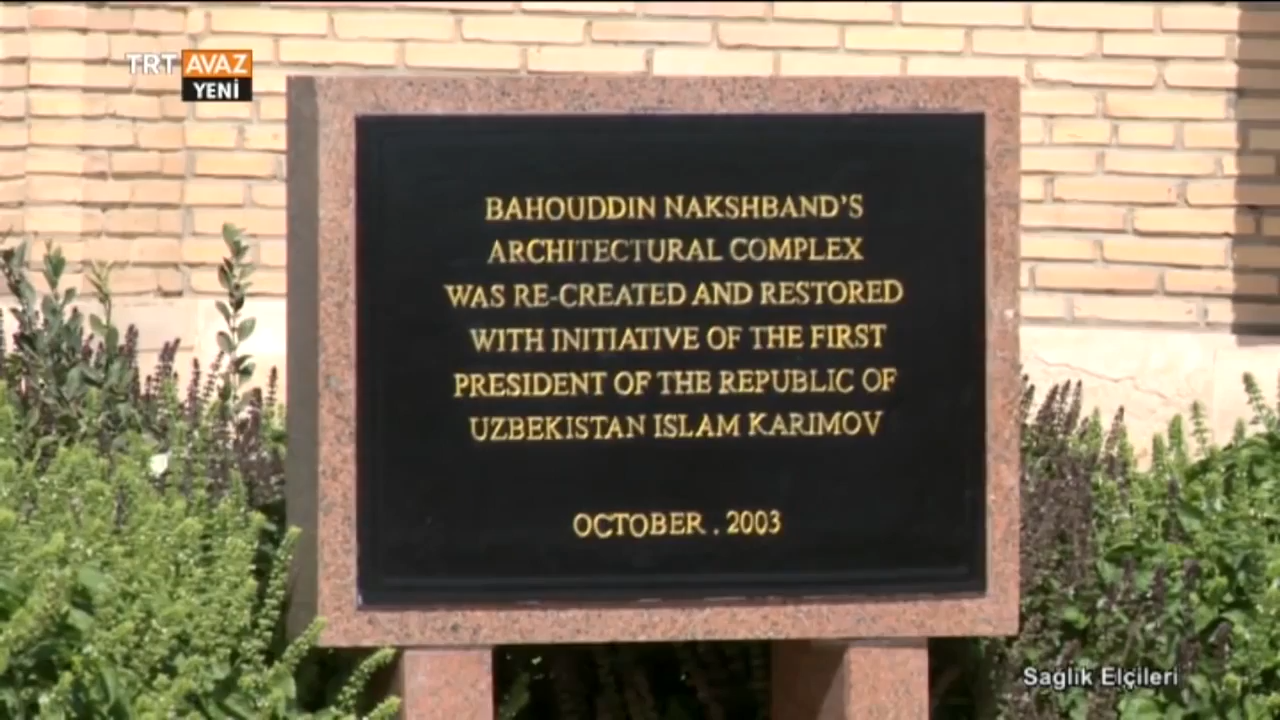 TRT AVAZ
YENİ
BAHOUDDIN NAKSHBAND'S
ARCHITECTURAL COMPLEX
WAS RE-CREATED AND RESTORED
WITH INITIATIVE OF THE FIRST
PRESIDENT OF THE REPUBLIC OF
UZBEKISTAN ISLAM KARIMOV
OCTOBER . 2003
Sağlık Elçileri